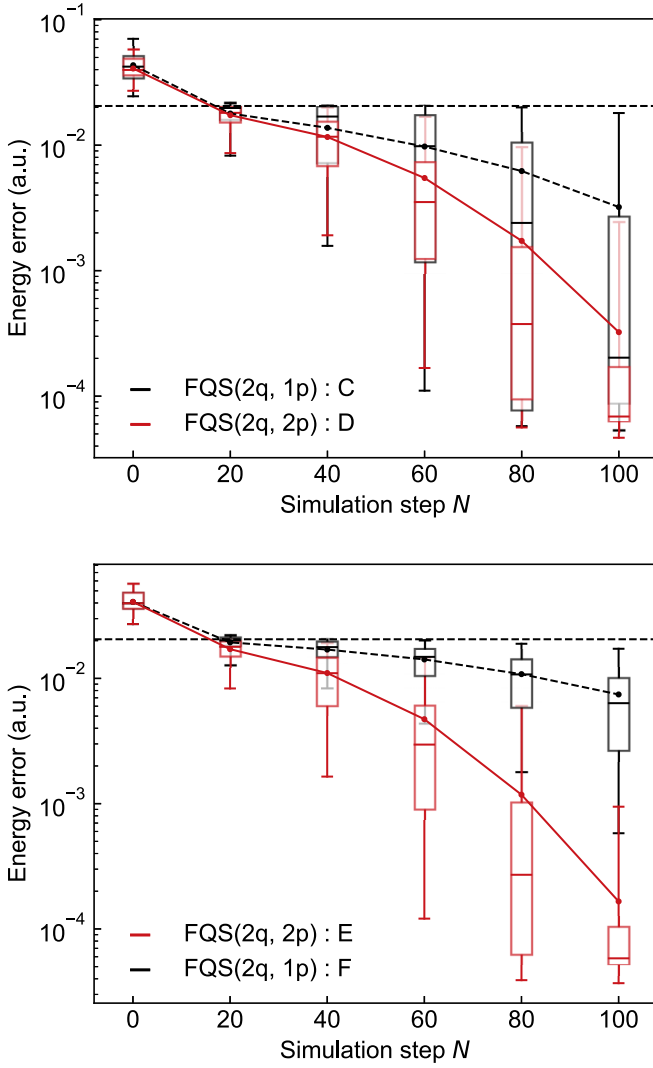 10⁻¹
10⁻²
10⁻³
10⁻⁴
Energy error (a.u.)
FQS(2q, 1p) : C
FQS(2q, 2p) : D
0 20 40 60 80 100
Simulation step N
10⁻²
10⁻³
10⁻⁴
Energy error (a.u.)
FQS(2q, 2p) : E
FQS(2q, 1p) : F
0 20 40 60 80 100
Simulation step N